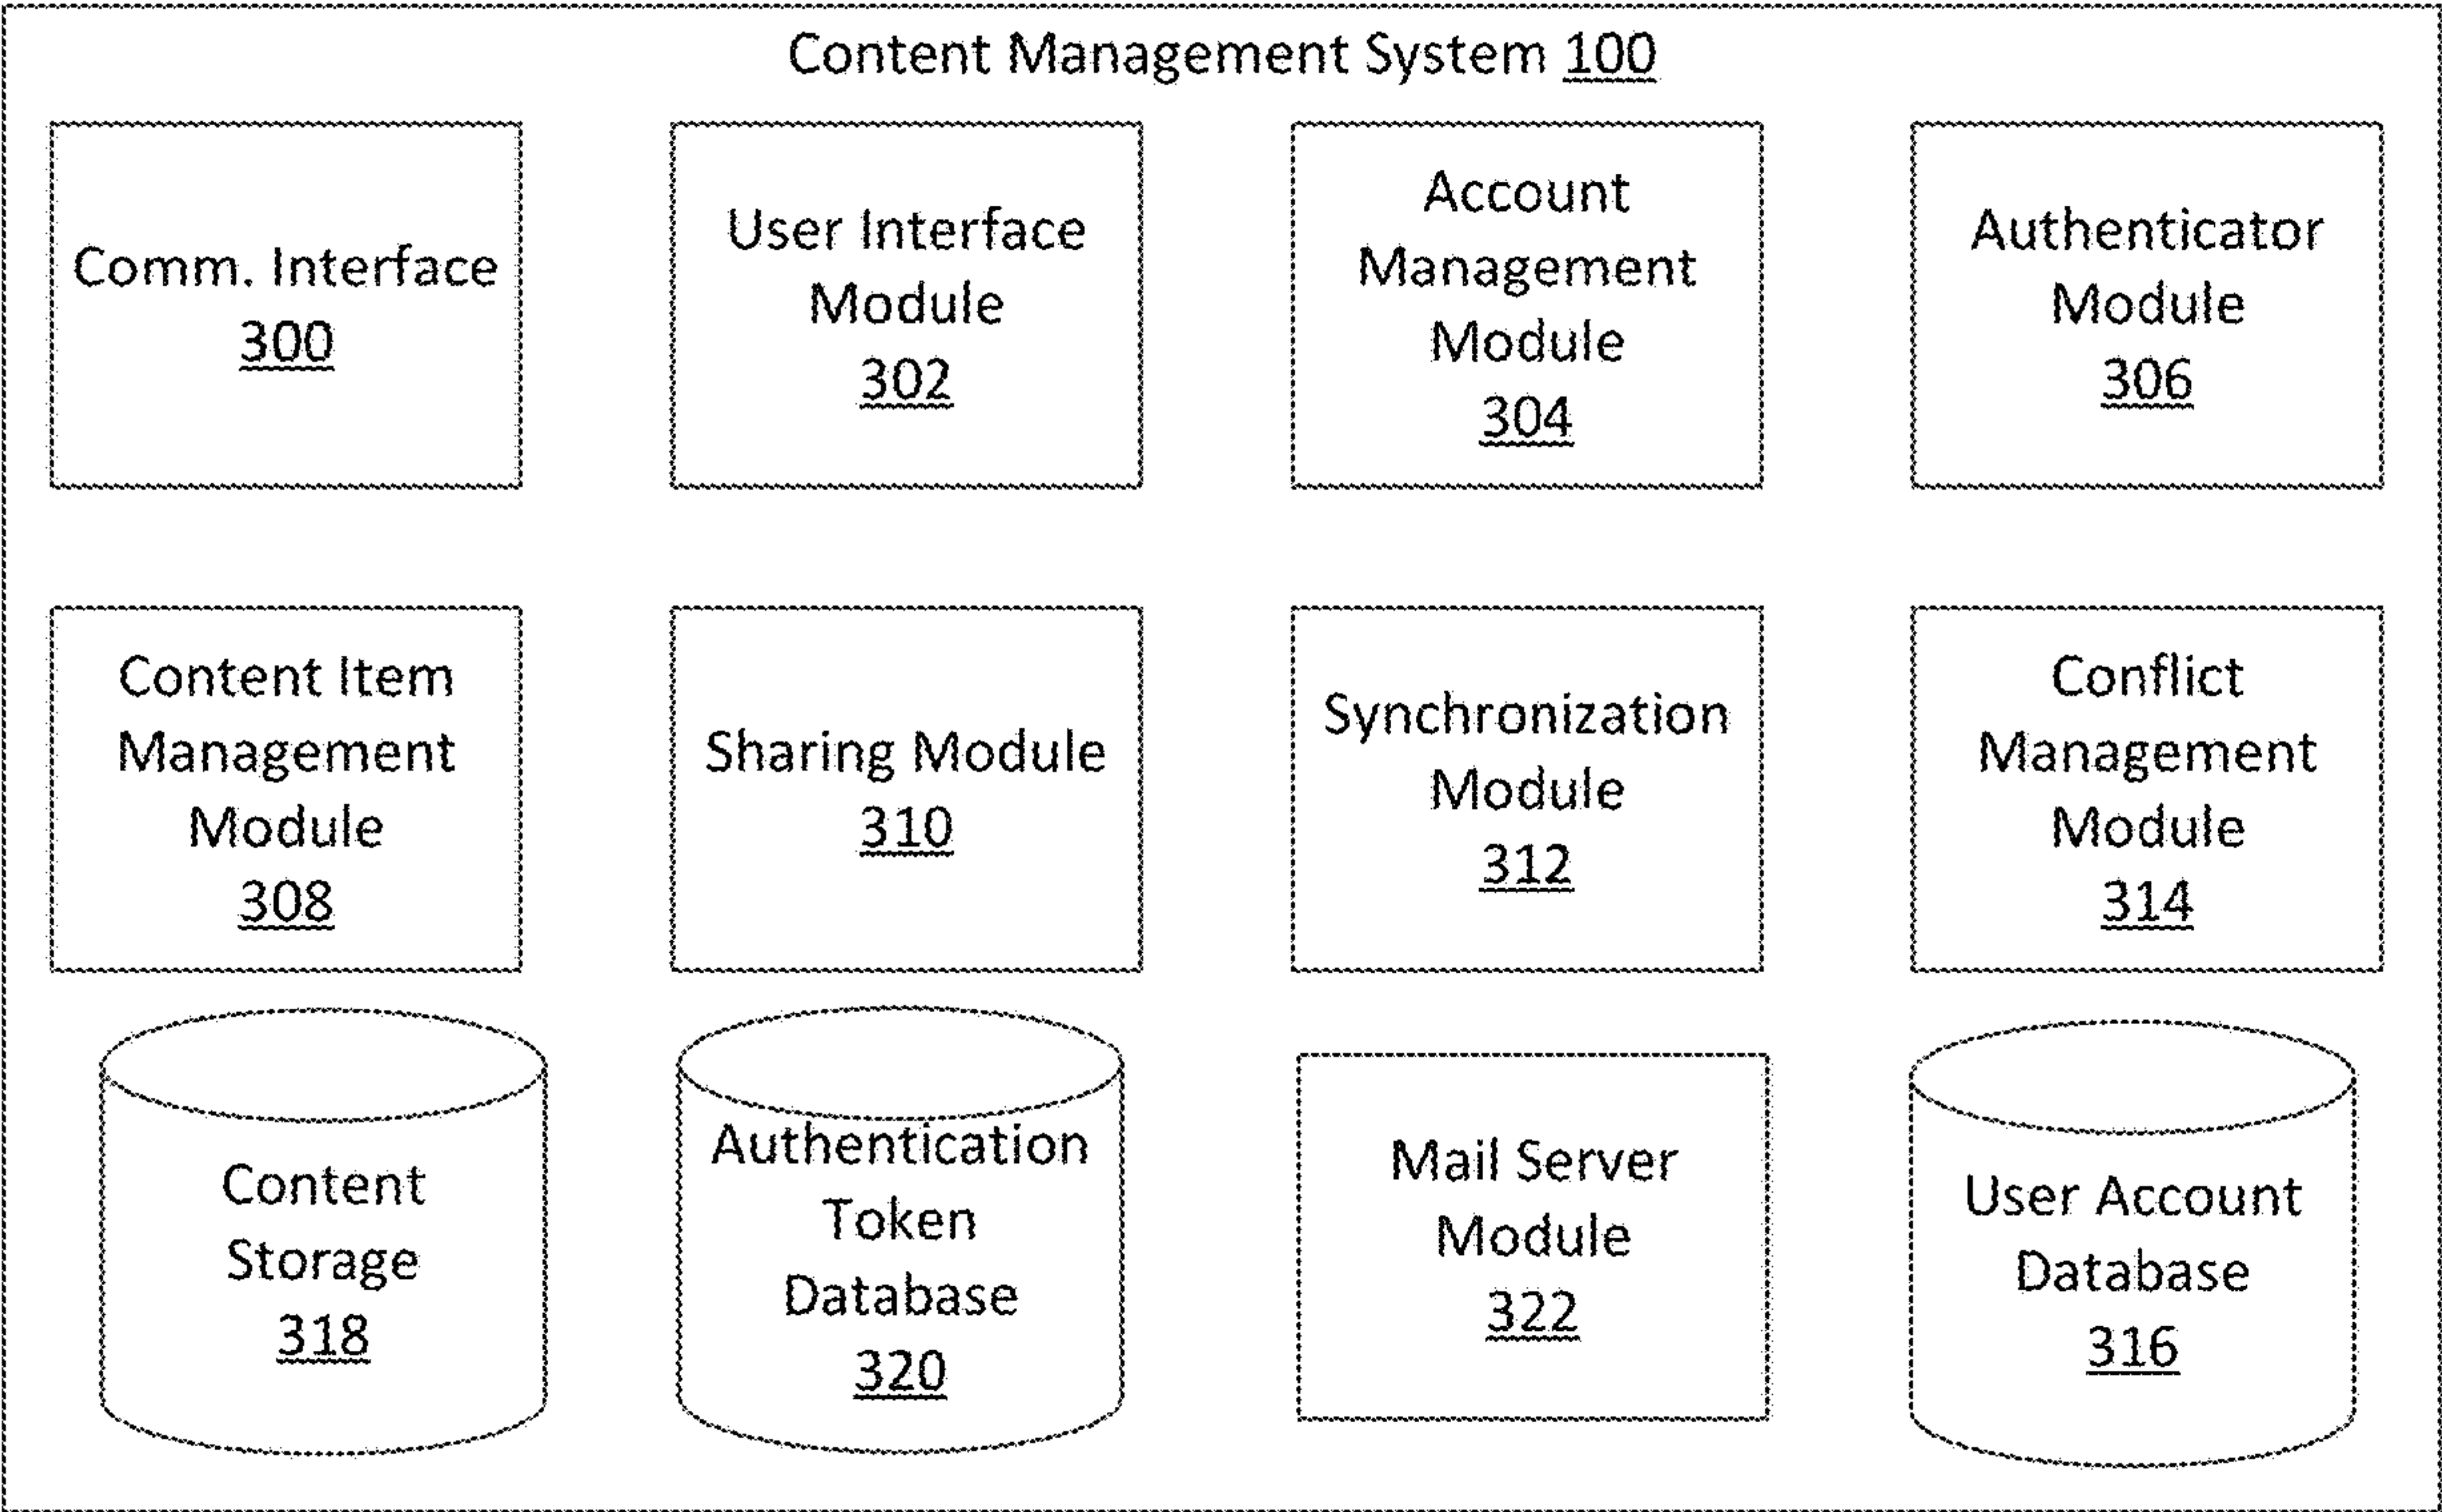 Content Management System 100
Comm. Interface
300
User Interface
Module
302
Account
Management
Module
304
Authenticator
Module
306
Content Item
Management
Module
308
Sharing Module
310
Synchronization
Module
312
Conflict
Management
Module
314
Content
Storage
318
Authentication
Token
Database
320
Mail Server
Module
322
User Account
Database
316